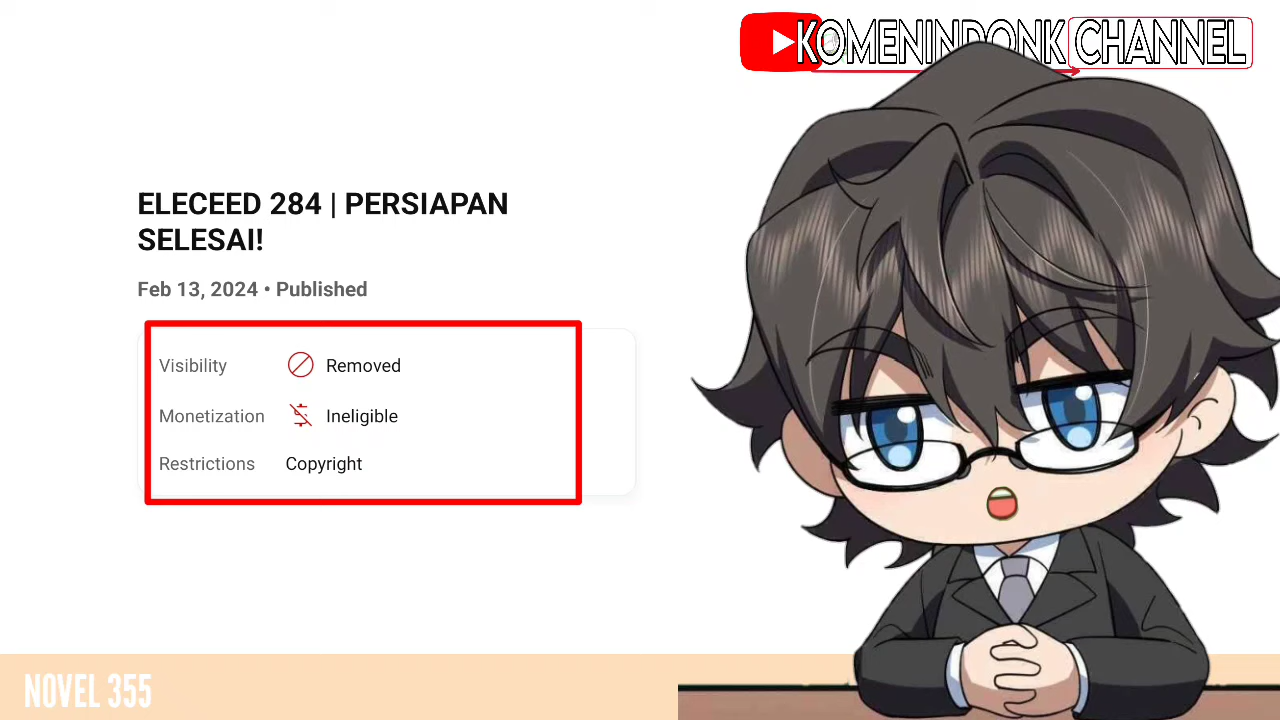 KOMENINDONK CHANNEL
ELECEED 284 | PERSIAPAN
SELESAI!
Feb 13, 2024 • Published
Visibility Removed
Monetization Ineligible
Restrictions Copyright
NOVEL 355